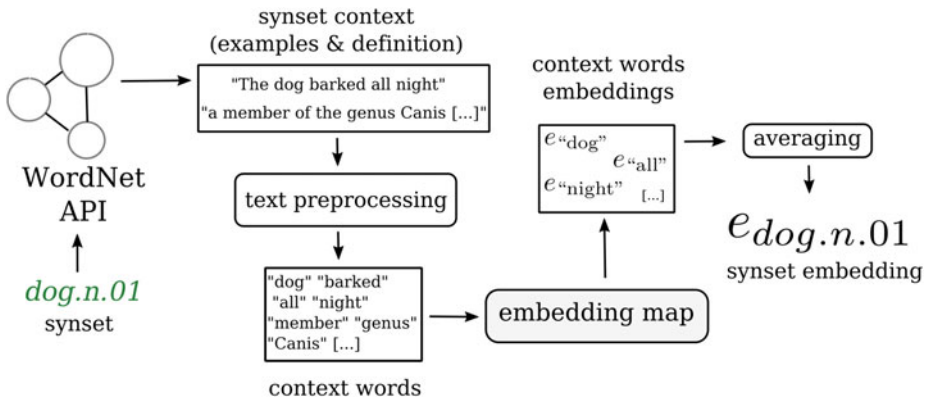 synset context
(examples & definition)
"The dog barked all night"
"a member of the genus Canis [...]"
WordNet
API
dog.n.01
synset
text preprocessing
"dog" "barked"
"all" "night"
"member" "genus"
"Canis" [...]
context words
embedding map
context words
embeddings
e“dog”
e“all”
e“night”
[...]
averaging
edog.n.01
synset embedding